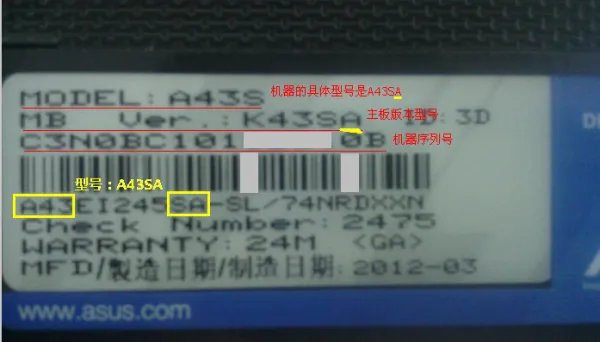 MODEL: A43S 机器的具体型号是A43SA
MB Ver.: K43SA ID: 3D 主板版本型号
C3N0BC101 0B 机器序列号
型号：A43SA
A43EI245SA-SL/74NRDXXN
Check Number: 2475
WARRANTY: 24M <GA>
MFD/製造日期/制造日期: 2012-03
www.asus.com